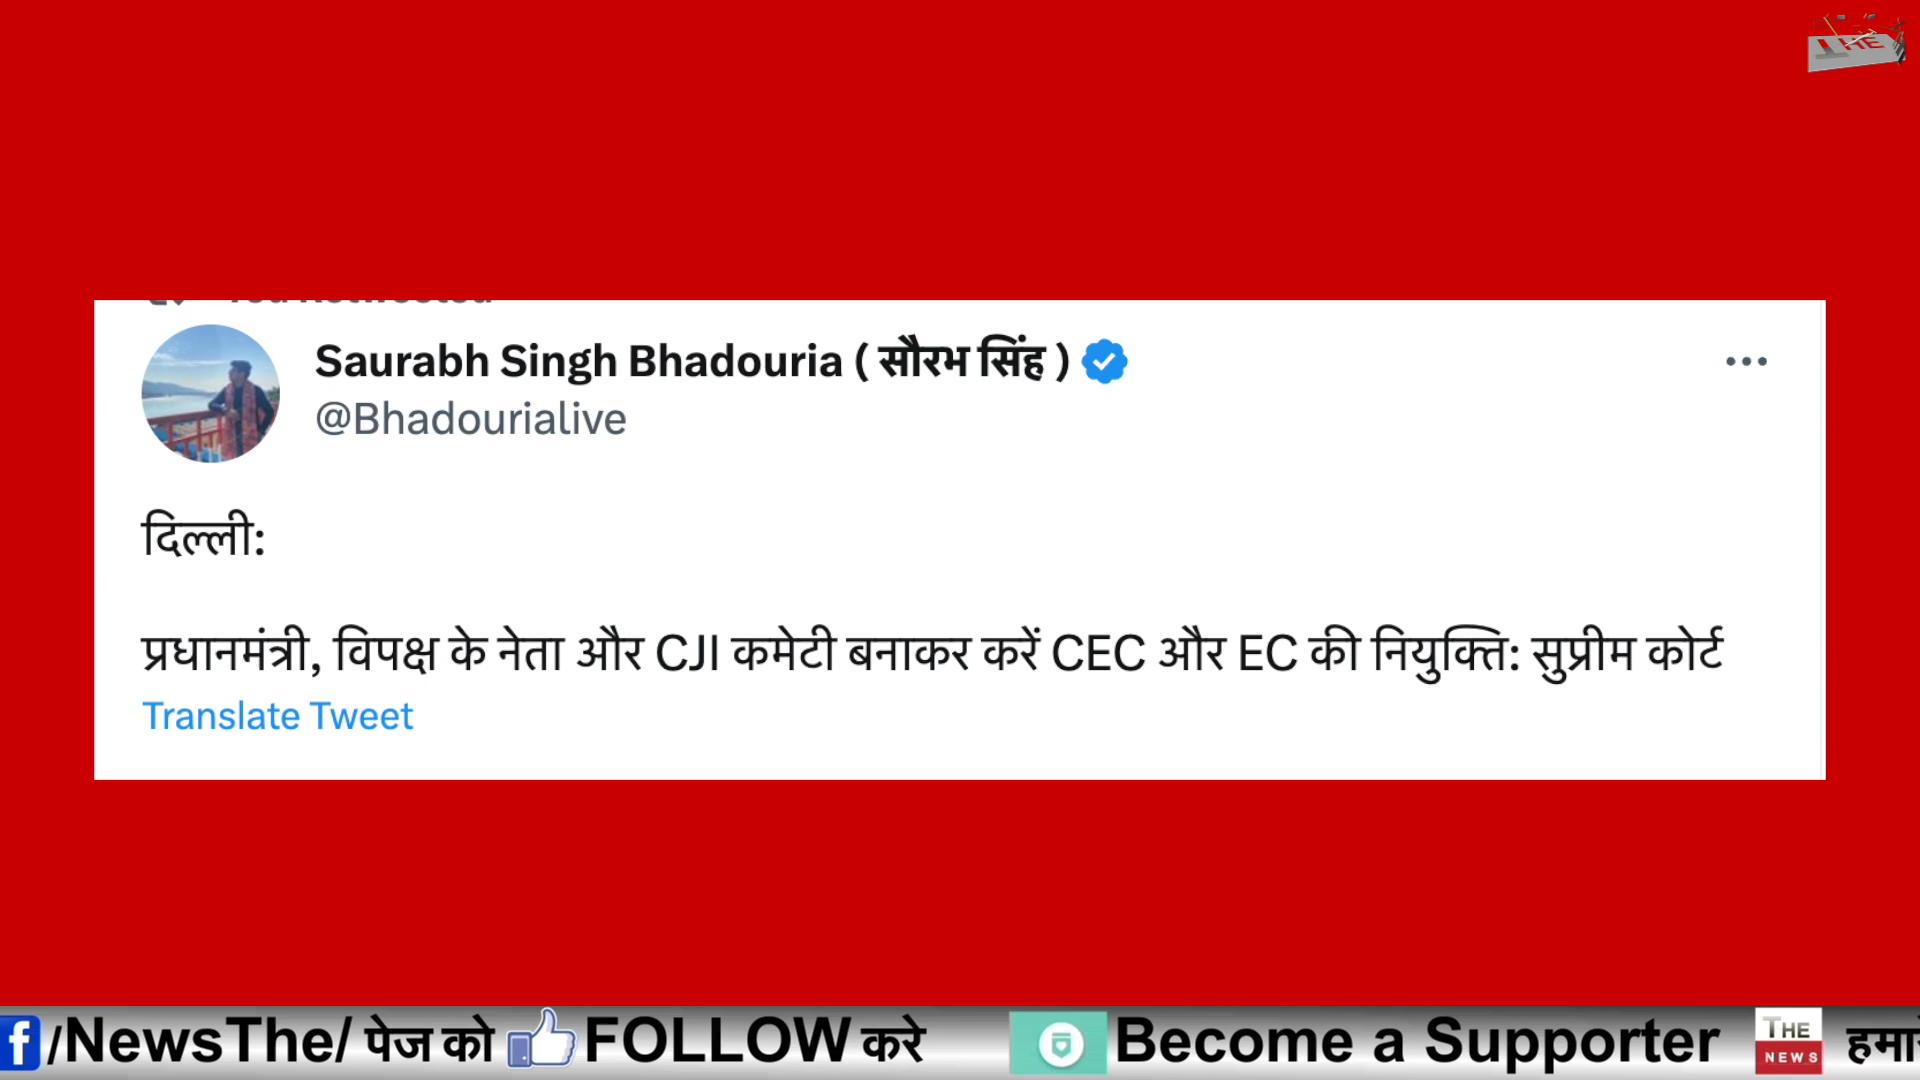 THE
Saurabh Singh Bhadouria ( सौरभ सिंह )
@Bhadourialive
दिल्ली:
प्रधानमंत्री, विपक्ष के नेता और CJI कमेटी बनाकर करें CEC और EC की नियुक्ति: सुप्रीम कोर्ट
Translate Tweet
/NewsThe/ पेज को FOLLOW करे Become a Supporter THE NEWS